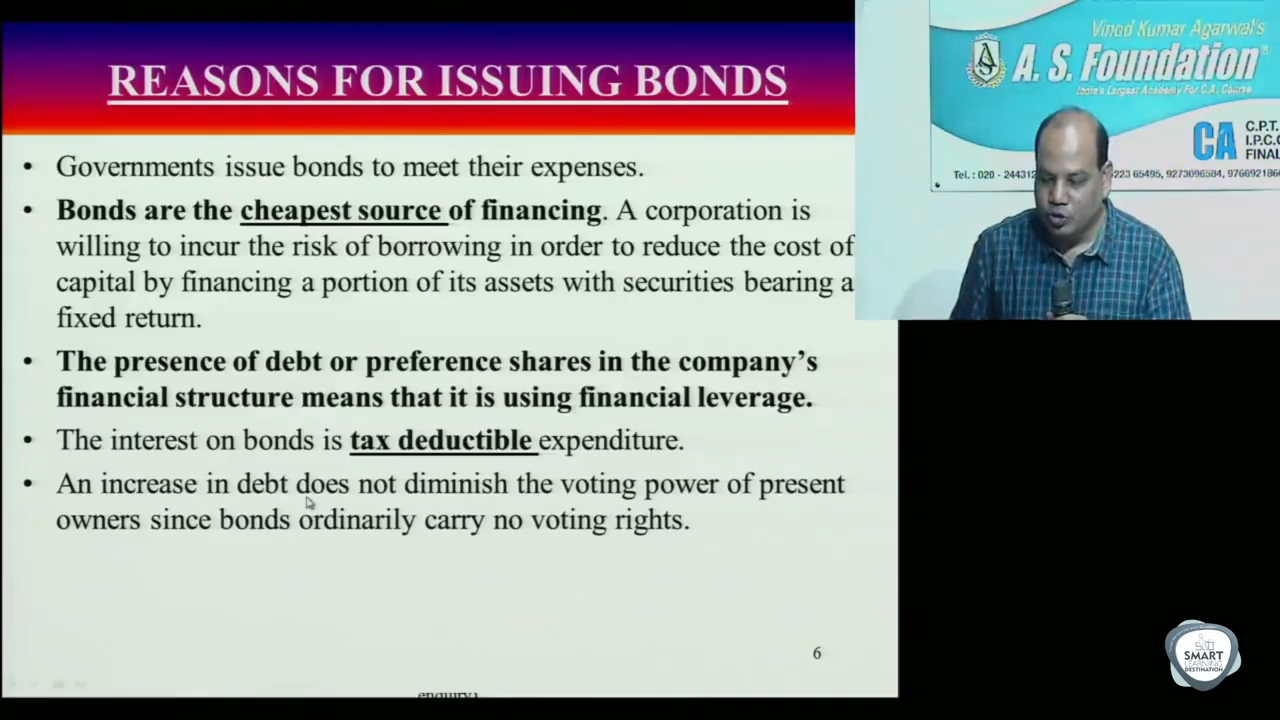 REASONS FOR ISSUING BONDS
• Governments issue bonds to meet their expenses.
• Bonds are the cheapest source of financing. A corporation is
willing to incur the risk of borrowing in order to reduce the cost of
capital by financing a portion of its assets with securities bearing a
fixed return.
• The presence of debt or preference shares in the company’s
financial structure means that it is using financial leverage.
• The interest on bonds is tax deductible expenditure.
• An increase in debt does not diminish the voting power of present
owners since bonds ordinarily carry no voting rights.
6
Vinod Kumar Agarwal's
A. S. Foundation
India's Largest Academy For C.A. Course
CA
C.P.T.
I.P.C.C
FINAL
Tel. : 020 - 244312
223 65495, 9273096584, 976692186
SMART
LEARNING
DESTINATION